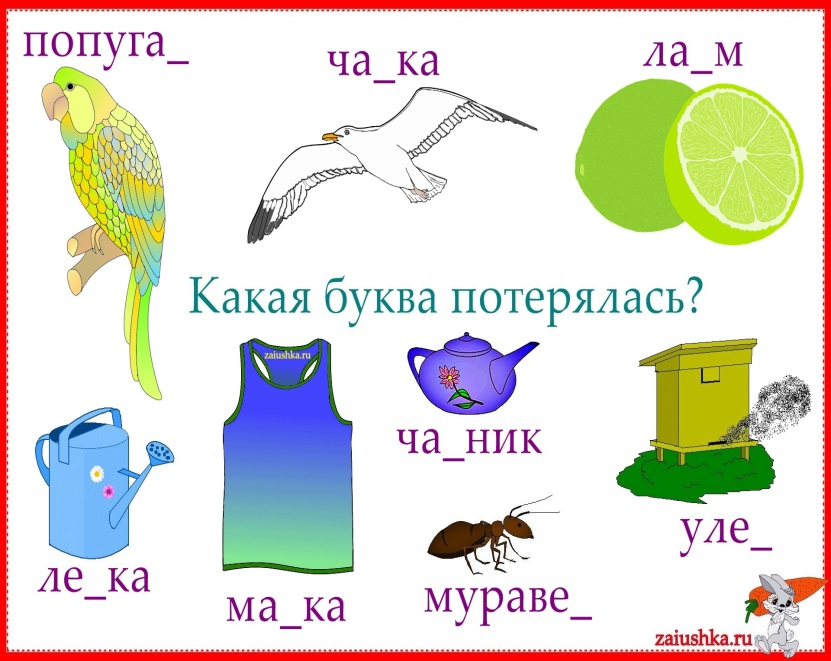 попуга_
ча_ка
ла_м
Какая буква потерялась?
zaiushka.ru
ча_ник
уле_
ле_ка
ма_ка
мураве_
zaiushka.ru